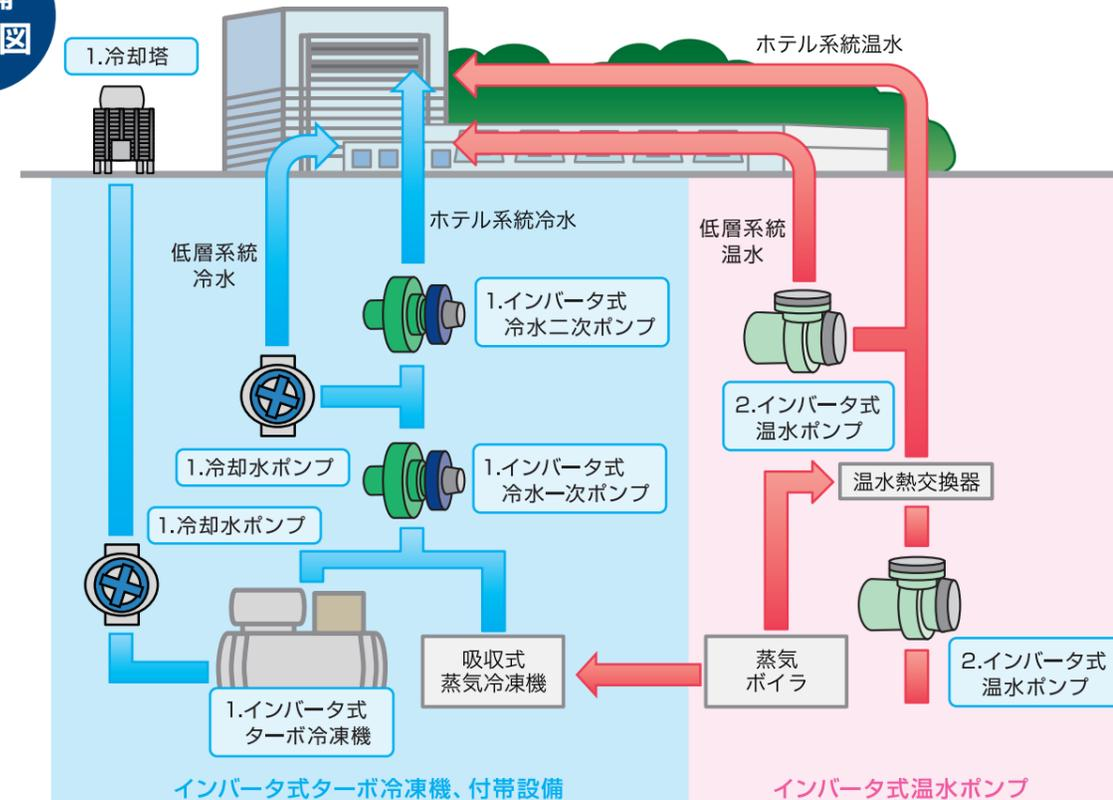 図
1.冷却塔
ホテル系統温水
ホテル系統冷水
低層系統
冷水
低層系統
温水
1.インバータ式
冷水二次ポンプ
2.インバータ式
温水ポンプ
1.冷却水ポンプ
1.インバータ式
冷水一次ポンプ
温水熱交換器
1.冷却水ポンプ
吸収式
蒸気冷凍機
蒸気
ボイラ
2.インバータ式
温水ポンプ
1.インバータ式
ターボ冷凍機
インバータ式ターボ冷凍機、付帯設備
インバータ式温水ポンプ